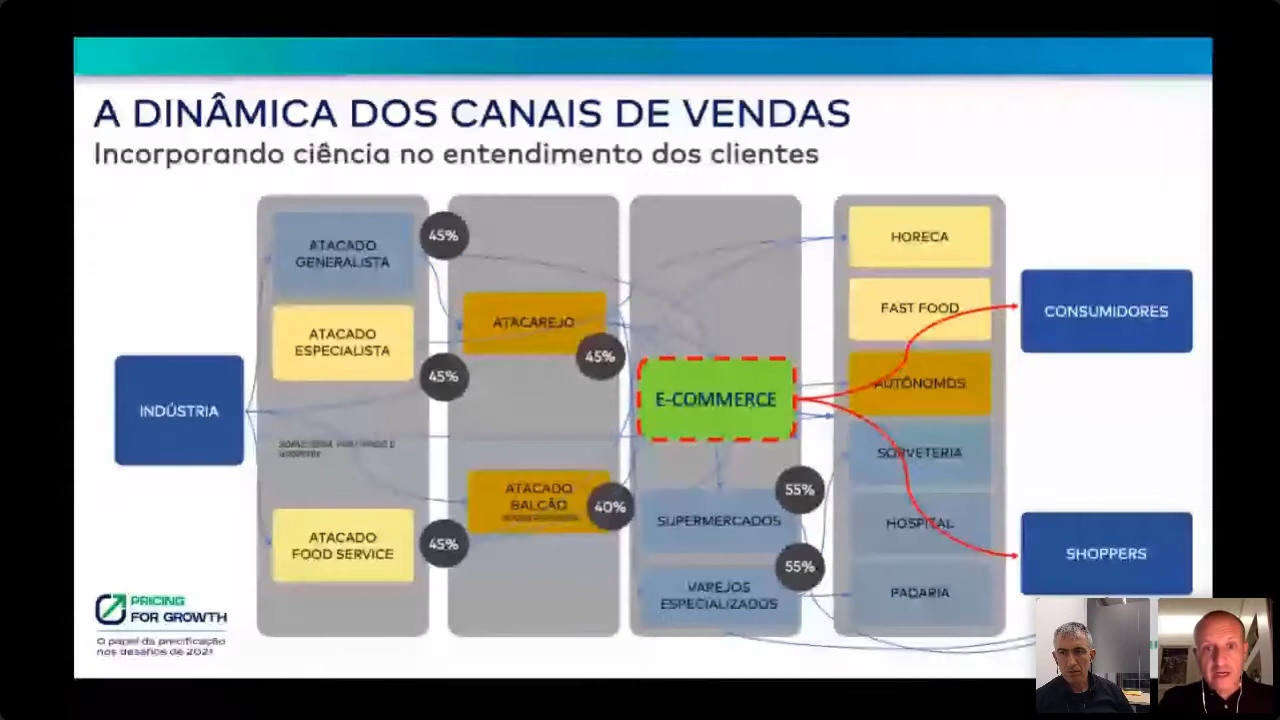 A DINÂMICA DOS CANAIS DE VENDAS
Incorporando ciência no entendimento dos clientes
INDÚSTRIA
ATACADO
GENERALISTA
45%
ATACADO
ESPECIALISTA
45%
ATACADO
FOOD SERVICE
45%
ATACAREJO
45%
ATACADO
BALCÃO
40%
E-COMMERCE
SUPERMERCADOS
55%
VAREJOS
ESPECIALIZADOS
55%
HORECA
FAST FOOD
AUTÔNOMOS
SORVETERIA
HOSPITAL
PADARIA
CONSUMIDORES
SHOPPERS
PRICING
FOR GROWTH
O papel da precificação
nos desafios de 2021